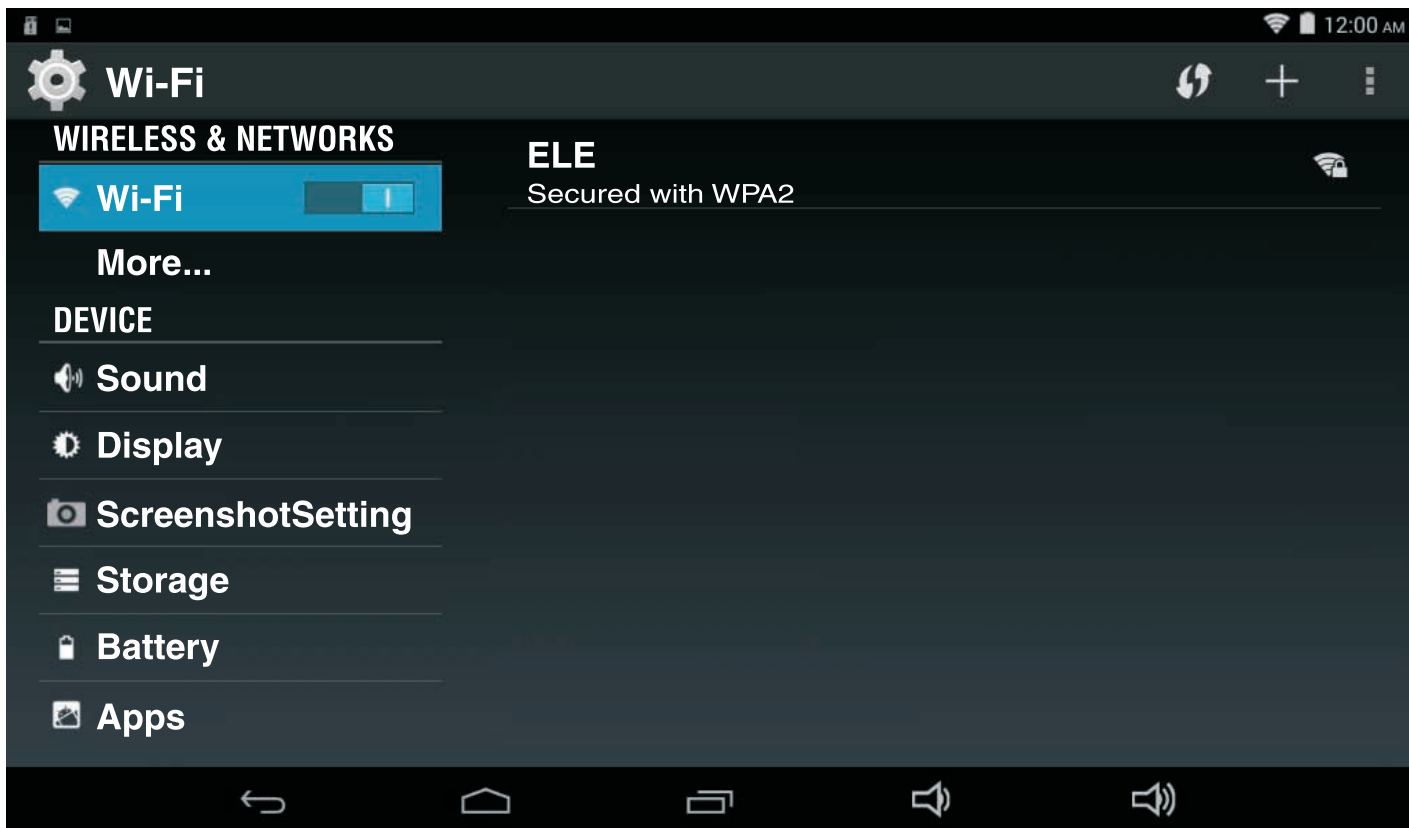 12:00 AM
Wi-Fi
WIRELESS & NETWORKS
Wi-Fi
More...
DEVICE
Sound
Display
ScreenshotSetting
Storage
Battery
Apps
ELE
Secured with WPA2